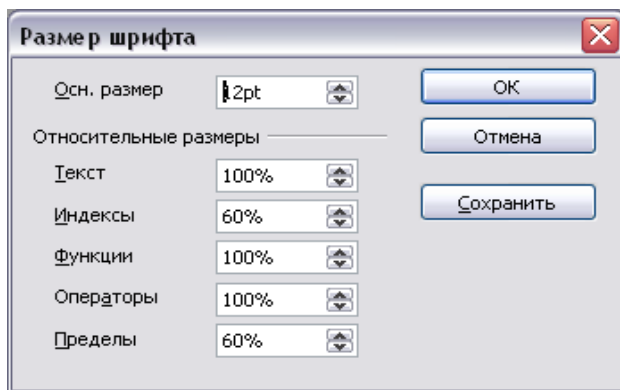 Размер шрифта
Осн. размер 12pt ОК
Относительные размеры Отмена
Текст 100%
Индексы 60% Сохранить
Функции 100%
Операторы 100%
Пределы 60%